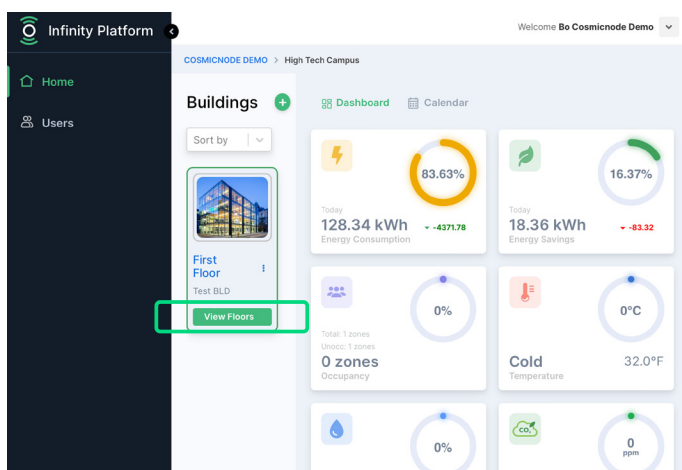 Infinity Platform
Welcome Bo Cosmicnode Demo
Home
Users
COSMICNODE DEMO > High Tech Campus
Buildings
Sort by
First
Floor
Test BLD
View Floors
Dashboard
Calendar
83.63%
Today
128.34 kWh
-4371.78
Energy Consumption
16.37%
Today
18.36 kWh
-83.32
Energy Savings
0%
Total: 1 zones
Unocc: 1 zones
0 zones
Occupancy
0°C
Cold
32.0°F
Temperature
0%
CO₂
0
ppm